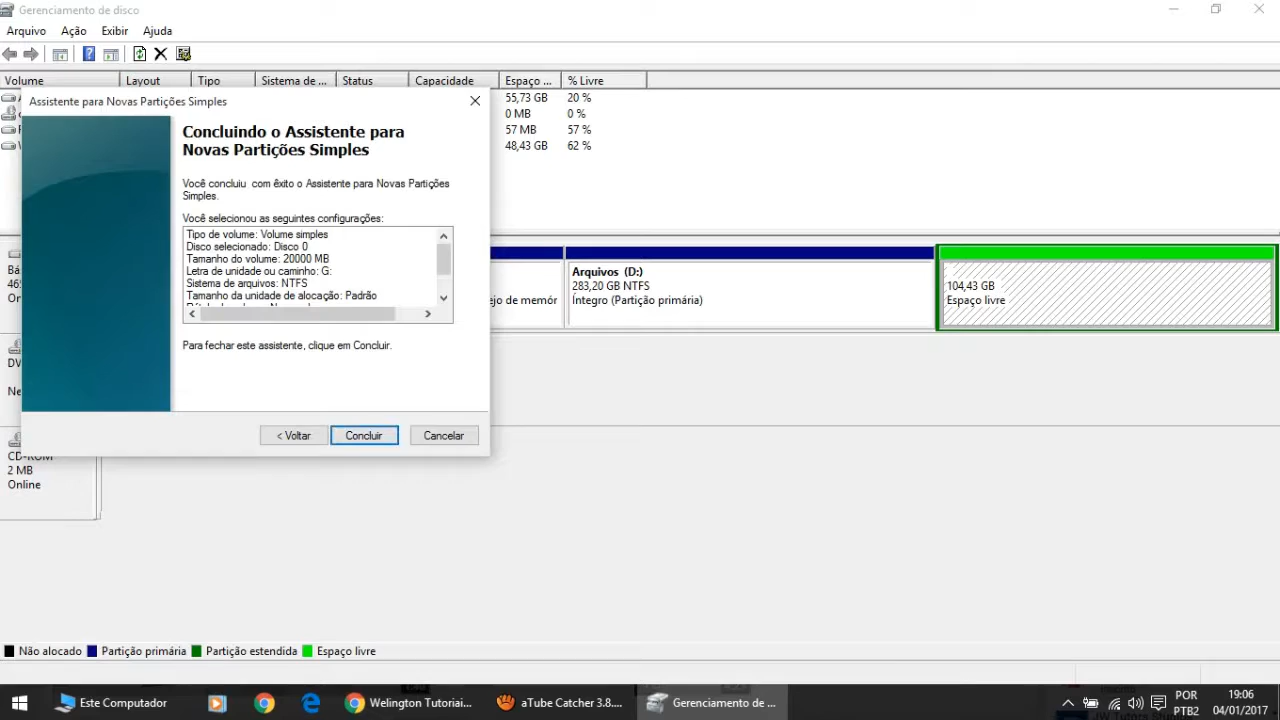 Gerenciamento de disco
Arquivo Ação Exibir Ajuda
Volume Layout Tipo Sistema de ... Status Capacidade Espaço ... % Livre
55,73 GB 20 %
0 MB 0 %
57 MB 57 %
48,43 GB 62 %
Assistente para Novas Partições Simples
Concluindo o Assistente para
Novas Partições Simples
Você concluiu com êxito o Assistente para Novas Partições
Simples.
Você selecionou as seguintes configurações:
Tipo de volume: Volume simples
Disco selecionado: Disco 0
Tamanho do volume: 20000 MB
Letra de unidade ou caminho: G:
Sistema de arquivos: NTFS
Tamanho da unidade de alocação: Padrão
Para fechar este assistente, clique em Concluir.
< Voltar Concluir Cancelar
Arquivos (D:)
283,20 GB NTFS
Íntegro (Partição primária)
104,43 GB
Espaço livre
CD-ROM
2 MB
Online
Não alocado Partição primária Partição estendida Espaço livre
Este Computador Welington Tutoriai... aTube Catcher 3.8.... Gerenciamento de ...
POR
PTB2
19:06
04/01/2017